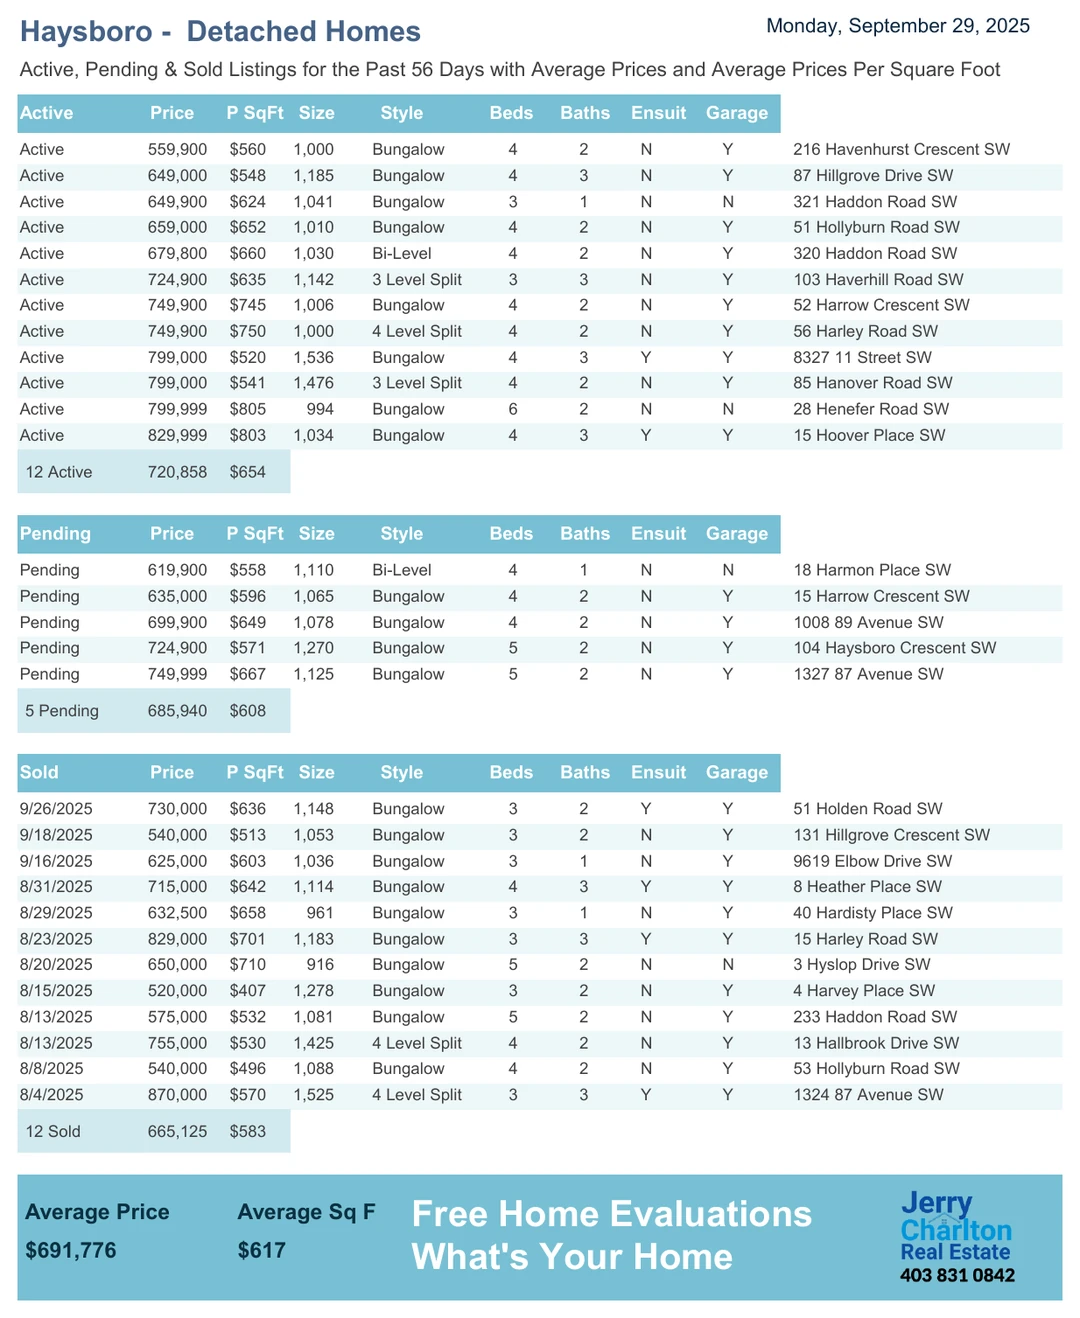 Haysboro -  Detached Homes
Monday, September 29, 2025
Active, Pending & Sold Listings for the Past 56 Days with Average Prices and Average Prices Per Square Foot
Active Price P SqFt Size Style Beds Baths Ensuit Garage
Active 559,900 $560 1,000 Bungalow 4 2 N Y 216 Havenhurst Crescent SW
Active 649,000 $548 1,185 Bungalow 4 3 N Y 87 Hillgrove Drive SW
Active 649,900 $624 1,041 Bungalow 3 1 N N 321 Haddon Road SW
Active 659,000 $652 1,010 Bungalow 4 2 N Y 51 Hollyburn Road SW
Active 679,800 $660 1,030 Bi-Level 4 2 N Y 320 Haddon Road SW
Active 724,900 $635 1,142 3 Level Split 3 3 N Y 103 Haverhill Road SW
Active 749,900 $745 1,006 Bungalow 4 2 N Y 52 Harrow Crescent SW
Active 749,900 $750 1,000 4 Level Split 4 2 N Y 56 Harley Road SW
Active 799,000 $520 1,536 Bungalow 4 3 Y Y 8327 11 Street SW
Active 799,000 $541 1,476 3 Level Split 4 2 N Y 85 Hanover Road SW
Active 799,999 $805 994 Bungalow 6 2 N N 28 Henefer Road SW
Active 829,999 $803 1,034 Bungalow 4 3 Y Y 15 Hoover Place SW
12 Active 720,858 $654
Pending Price P SqFt Size Style Beds Baths Ensuit Garage
Pending 619,900 $558 1,110 Bi-Level 4 1 N N 18 Harmon Place SW
Pending 635,000 $596 1,065 Bungalow 4 2 N Y 15 Harrow Crescent SW
Pending 699,900 $649 1,078 Bungalow 4 2 N Y 1008 89 Avenue SW
Pending 724,900 $571 1,270 Bungalow 5 2 N Y 104 Haysboro Crescent SW
Pending 749,999 $667 1,125 Bungalow 5 2 N Y 1327 87 Avenue SW
5 Pending 685,940 $608
Sold Price P SqFt Size Style Beds Baths Ensuit Garage
9/26/2025 730,000 $636 1,148 Bungalow 3 2 Y Y 51 Holden Road SW
9/18/2025 540,000 $513 1,053 Bungalow 3 2 N Y 131 Hillgrove Crescent SW
9/16/2025 625,000 $603 1,036 Bungalow 3 1 N Y 9619 Elbow Drive SW
8/31/2025 715,000 $642 1,114 Bungalow 4 3 Y Y 8 Heather Place SW
8/29/2025 632,500 $658 961 Bungalow 3 1 N Y 40 Hardisty Place SW
8/23/2025 829,000 $701 1,183 Bungalow 3 3 Y Y 15 Harley Road SW
8/20/2025 650,000 $710 916 Bungalow 5 2 N N 3 Hyslop Drive SW
8/15/2025 520,000 $407 1,278 Bungalow 3 2 N Y 4 Harvey Place SW
8/13/2025 575,000 $532 1,081 Bungalow 5 2 N Y 233 Haddon Road SW
8/13/2025 755,000 $530 1,425 4 Level Split 4 2 N Y 13 Hallbrook Drive SW
8/8/2025 540,000 $496 1,088 Bungalow 4 2 N Y 53 Hollyburn Road SW
8/4/2025 870,000 $570 1,525 4 Level Split 3 3 Y Y 1324 87 Avenue SW
12 Sold 665,125 $583
Average Price Average Sq F
$691,776 $617
Free Home Evaluations
What's Your Home
Jerry
Charlton
Real Estate
403 831 0842